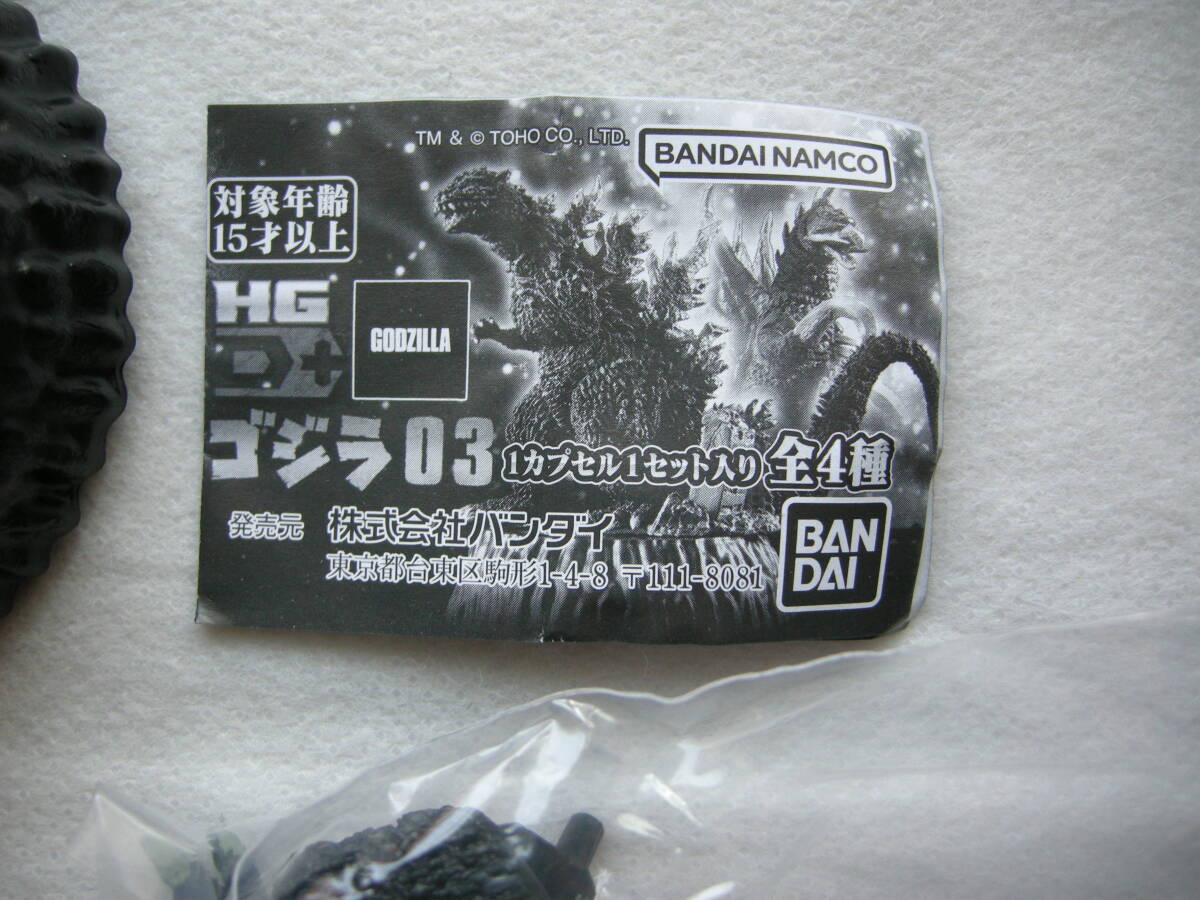 TM & © TOHO CO., LTD.
BANDAI NAMCO
対象年齢
15才以上
HG
D+
GODZILLA
ゴジラ03
1カプセル1セット入り 全4種
発売元 株式会社バンダイ
東京都台東区駒形1-4-8 〒111-8081
BAN
DAI